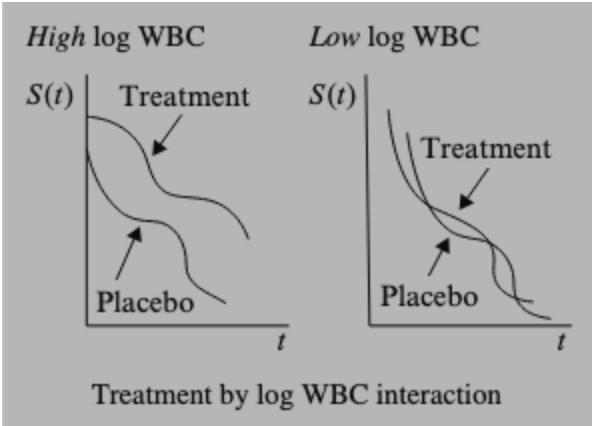 High log WBC
Low log WBC
S(t)
Treatment
Placebo
t
S(t)
Treatment
Placebo
t
Treatment by log WBC interaction